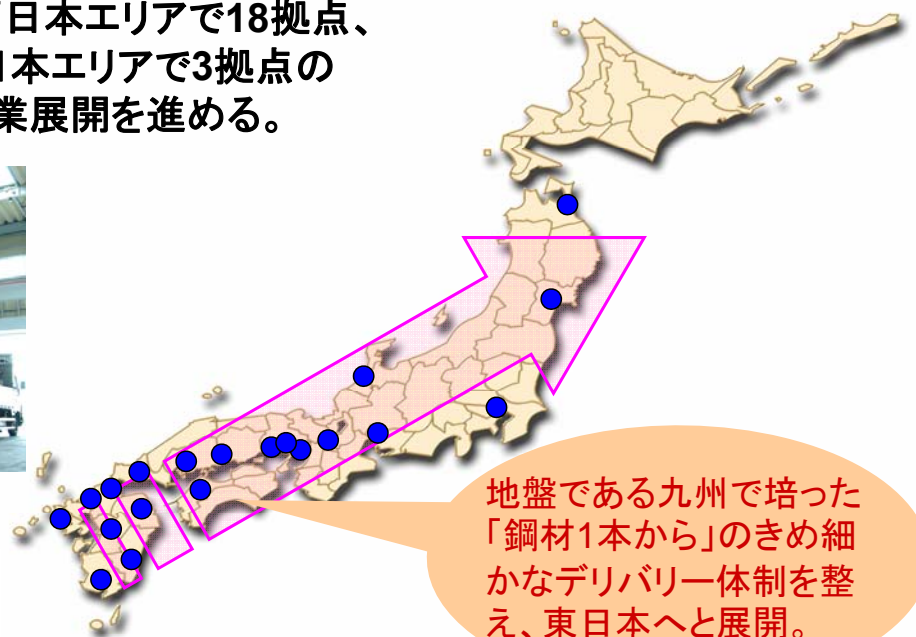 日本エリアで18拠点、
本エリアで3拠点の
業展開を進める。
地盤である九州で培った
「鋼材1本から」のきめ細
かなデリバリー体制を整
え、東日本へと展開。